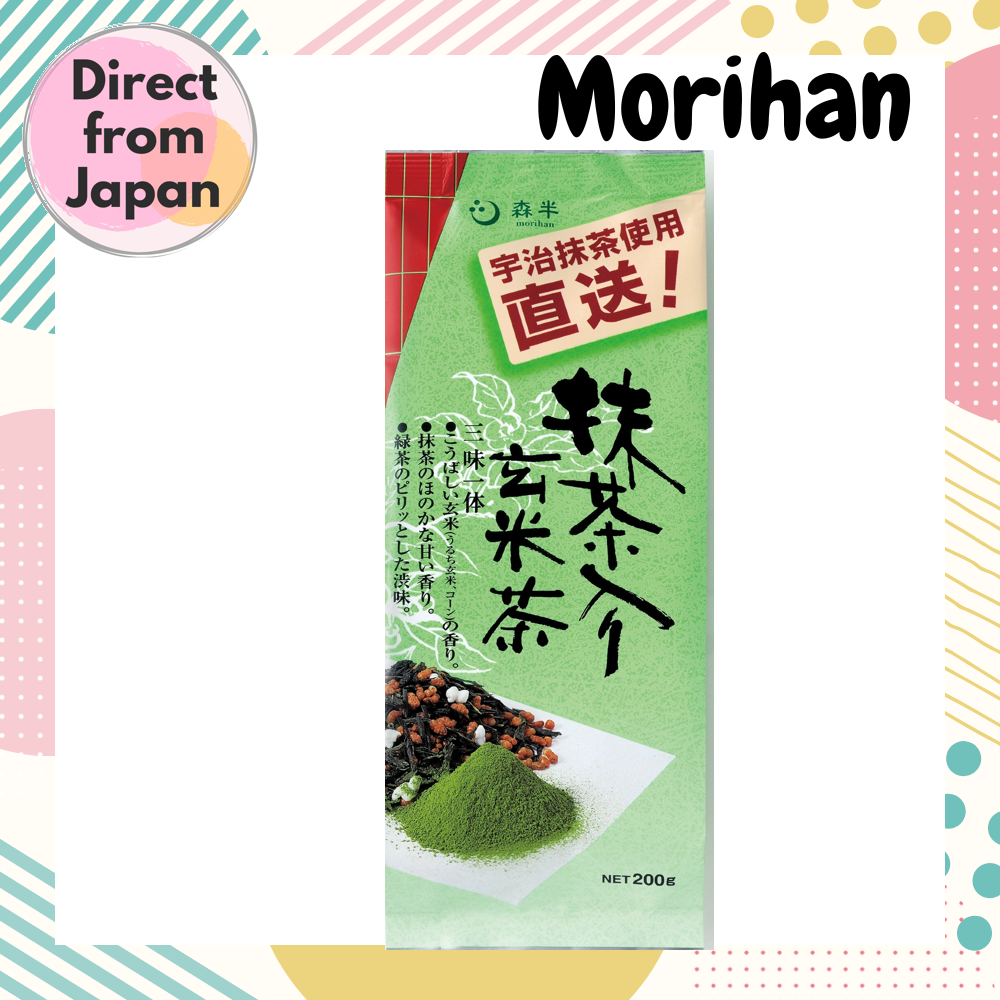 Direct
from
Japan
Morihan
森半
morihan
宇治抹茶使用
直送!
抹茶入り
玄米茶
三味一体
●こうばしい玄米(うるち玄米、コーン)の香り。
●抹茶のほのかな甘い香り。
●緑茶のピリッとした渋味。
NET200g